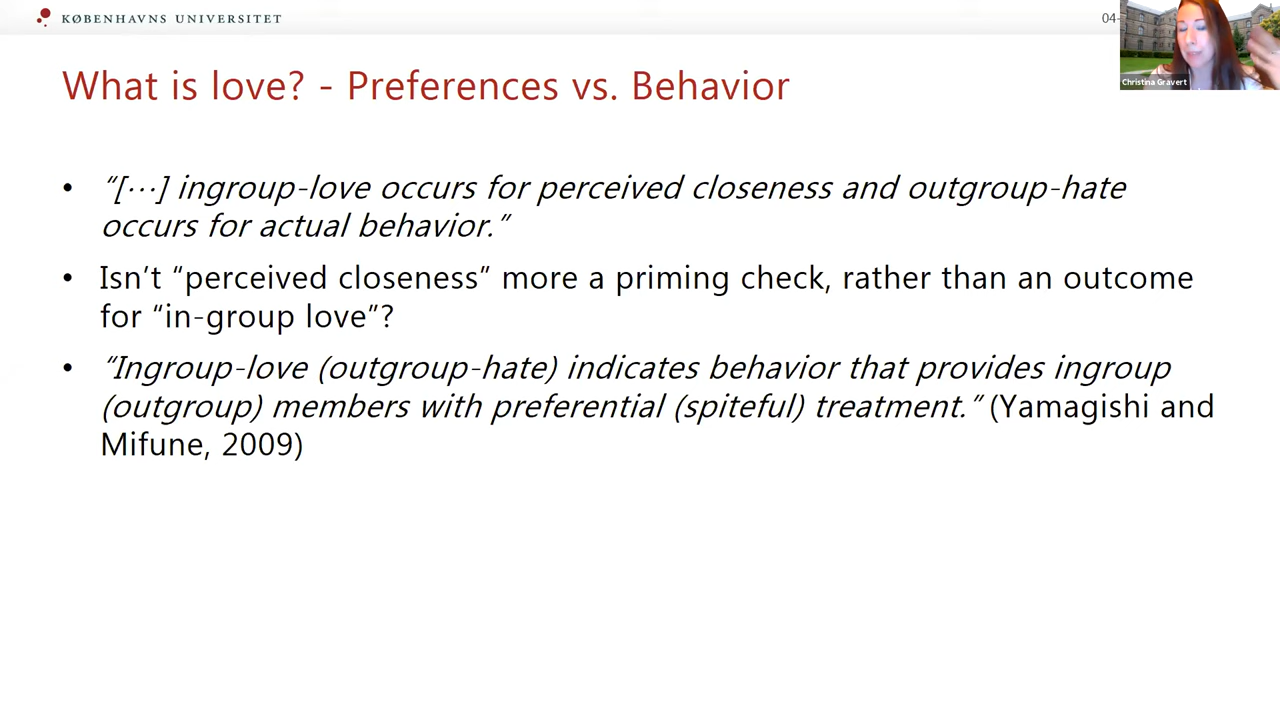 KØBENHAVNS UNIVERSITET
04-
Christina Gravert
What is love? - Preferences vs. Behavior
• “[…] ingroup-love occurs for perceived closeness and outgroup-hate
occurs for actual behavior.”
• Isn’t “perceived closeness” more a priming check, rather than an outcome
for “in-group love”?
• “Ingroup-love (outgroup-hate) indicates behavior that provides ingroup
(outgroup) members with preferential (spiteful) treatment.” (Yamagishi and
Mifune, 2009)